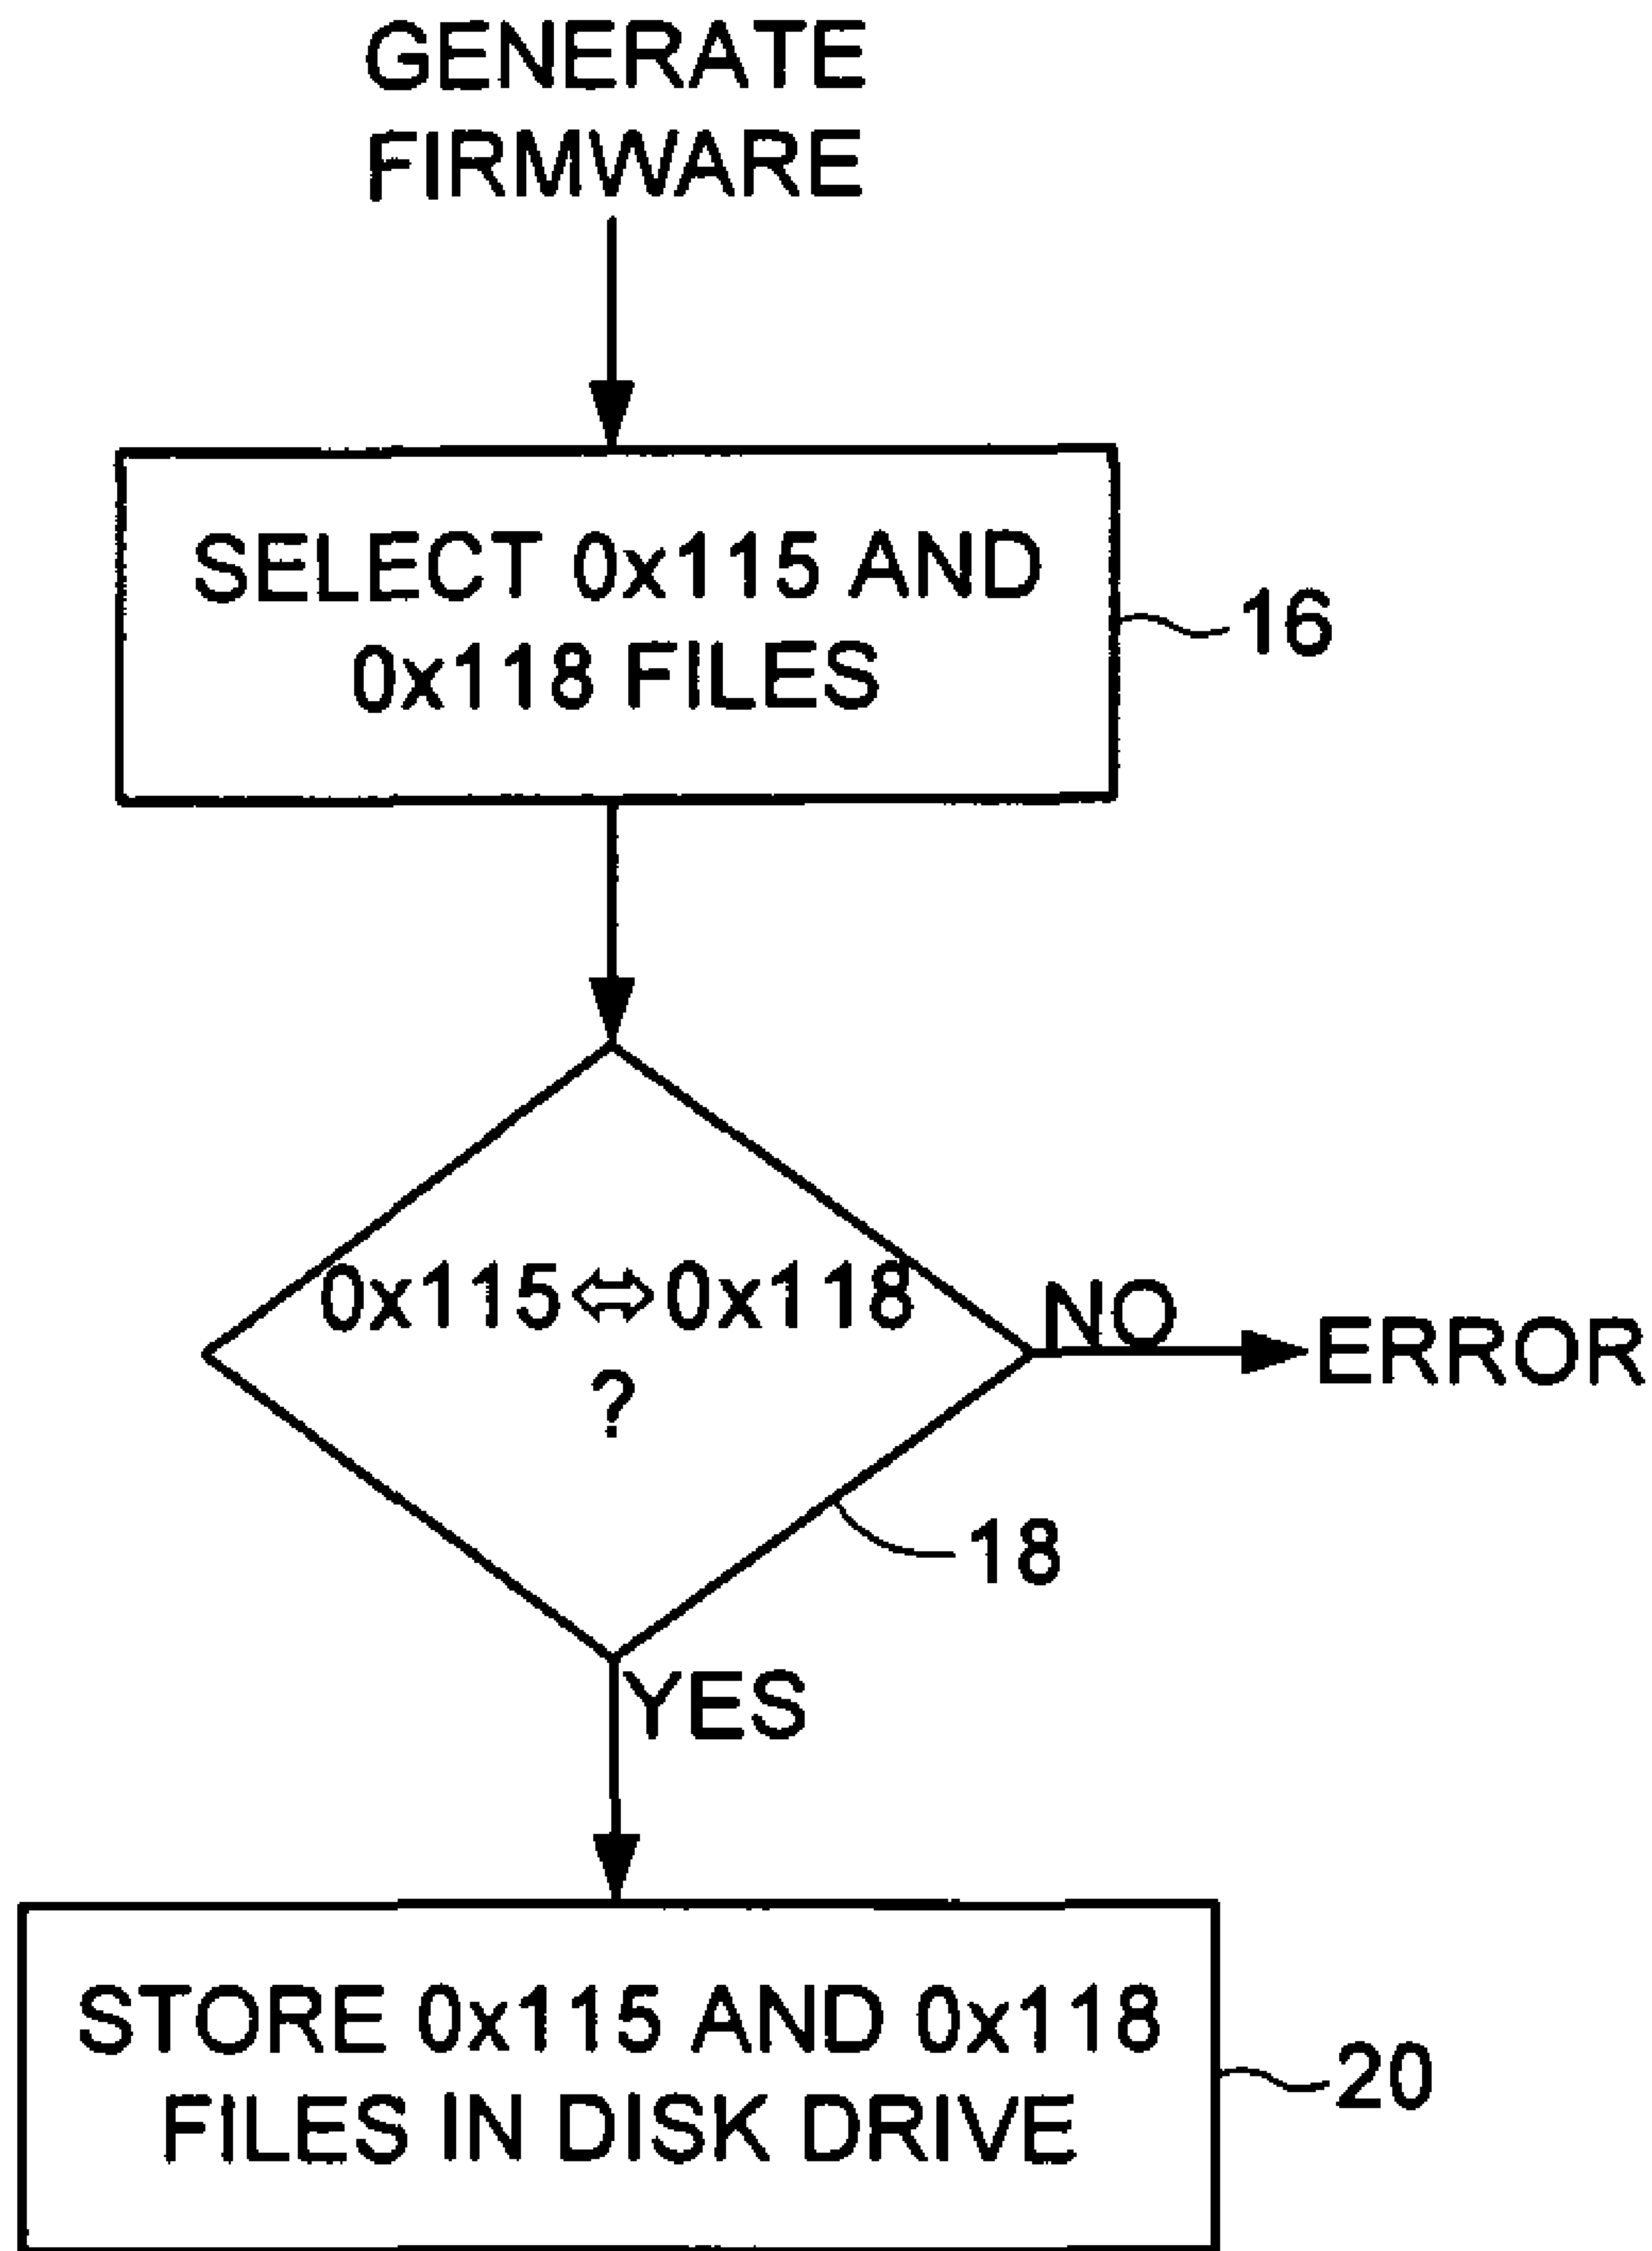 GENERATE
FIRMWARE
SELECT 0x115 AND
0x118 FILES
16
0x115⇔0x118
?
NO
ERROR
18
YES
STORE 0x115 AND 0x118
FILES IN DISK DRIVE
20